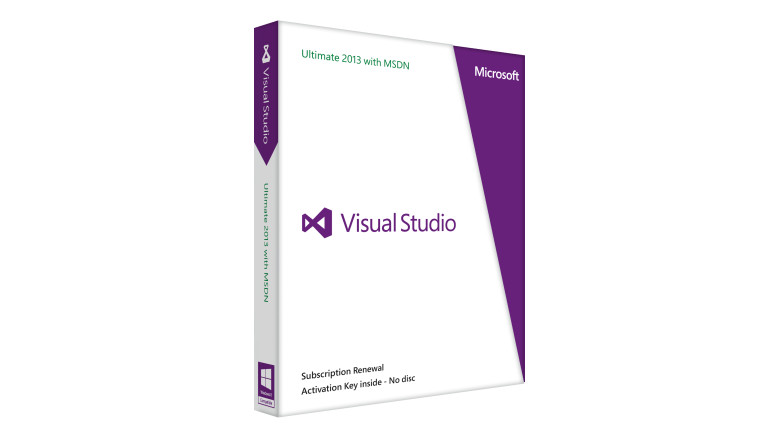 Ultimate 2013 with MSDN
Microsoft
Visual Studio
Subscription Renewal
Activation Key inside - No disc
Visual Studio
Ultimate 2013 with MSDN